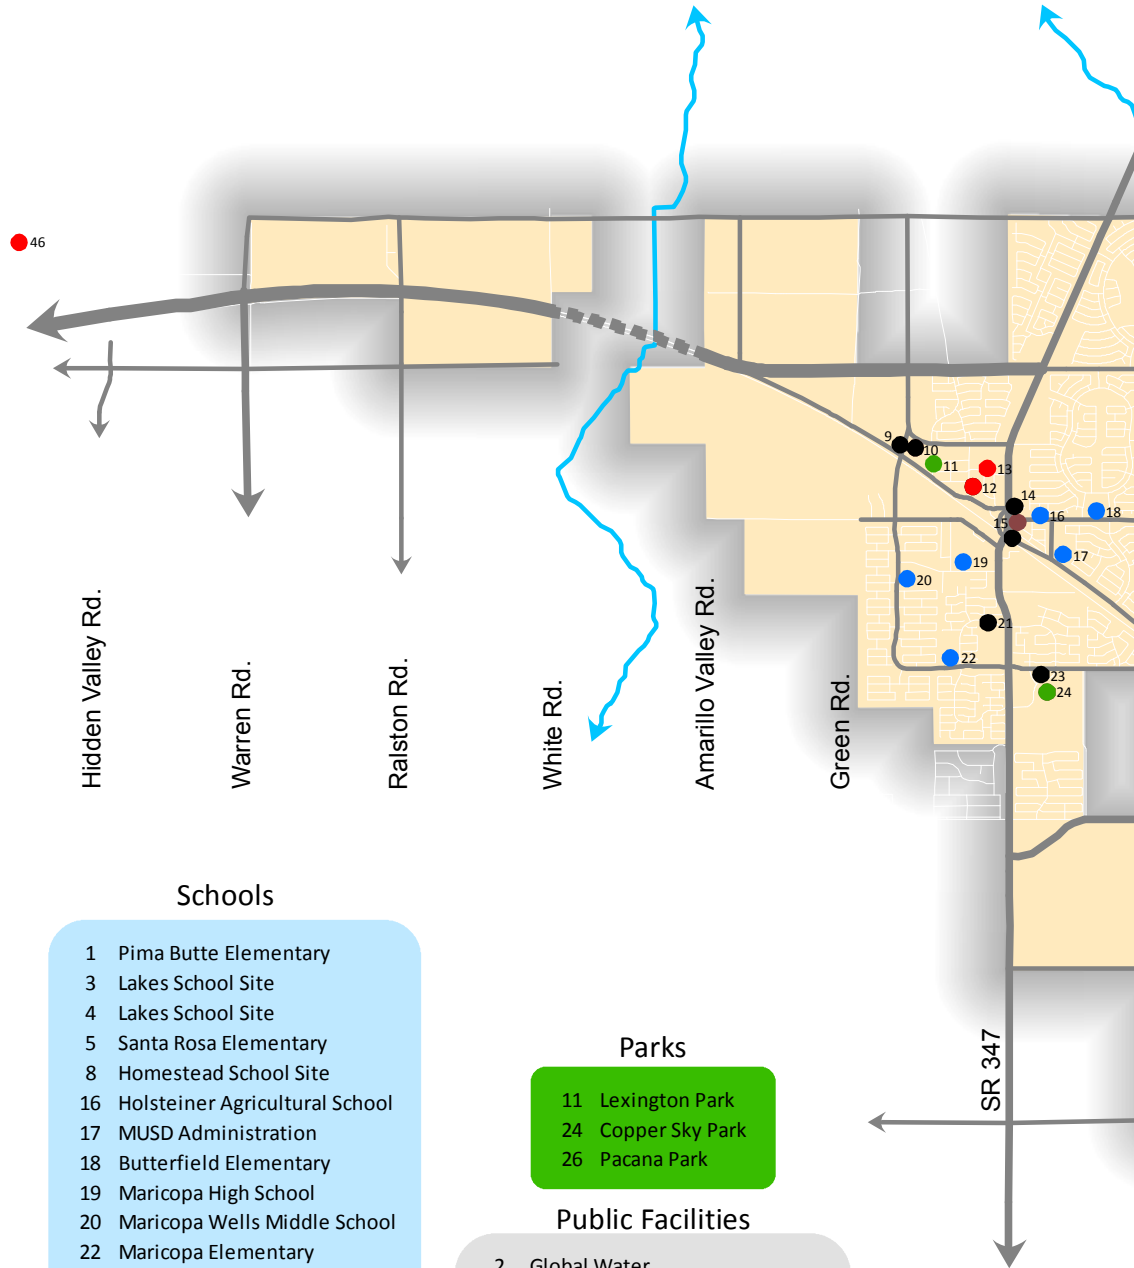 46
9
10
11
13
12
14
15
16
18
17
19
20
21
22
23
24
Hidden Valley Rd.
Warren Rd.
Ralston Rd.
White Rd.
Amarillo Valley Rd.
Green Rd.
SR 347
Schools
1 Pima Butte Elementary
3 Lakes School Site
4 Lakes School Site
5 Santa Rosa Elementary
8 Homestead School Site
16 Holsteiner Agricultural School
17 MUSD Administration
18 Butterfield Elementary
19 Maricopa High School
20 Maricopa Wells Middle School
22 Maricopa Elementary
Parks
11 Lexington Park
24 Copper Sky Park
26 Pacana Park
Public Facilities
2 Global Water